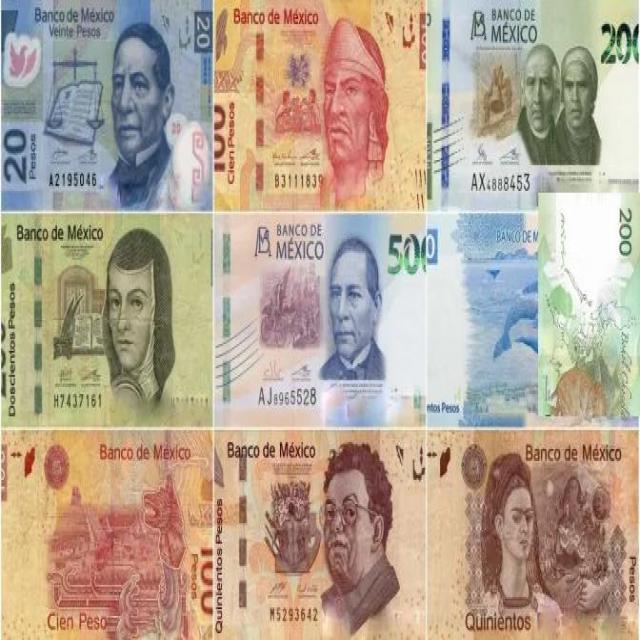 Banco de México
Veinte Pesos
20
20
Pesos
A2195046
Banco de México
100
Cien Pesos
B3111839
BANCO DE
MÉXICO
200
AX4888453
Banco de México
Doscientos Pesos
H7437161
BANCO DE
MÉXICO
500
AJ8965528
BANCO DE M
ntos Pesos
200
Banco de México
100
Pesos
Cien Peso
Banco de México
Quinientos Pesos
M5293642
Banco de México
Quinientos
Pesos